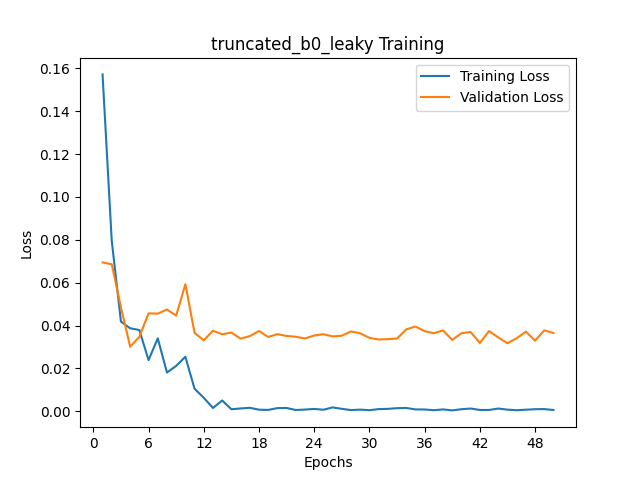 truncated_b0_leaky Training
Training Loss
Validation Loss
Loss
0.16
0.14
0.12
0.10
0.08
0.06
0.04
0.02
0.00
0 6 12 18 24 30 36 42 48
Epochs